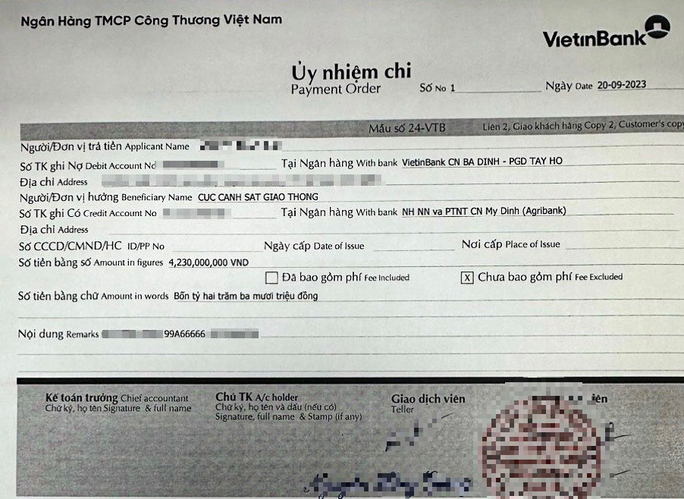 Ngân Hàng TMCP Công Thương Việt Nam
VietinBank
Ủy nhiệm chi
Payment Order Số No 1 Ngày Date 20-09-2023
Mẫu số 24-VTB Liên 2, Giao khách hàng Copy 2, Customer's copy
Người/Đơn vị trả tiền Applicant Name
Số TK ghi Nợ Debit Account No Tại Ngân hàng With bank VietinBank CN BA DINH - PGD TAY HO
Địa chỉ Address
Người/Đơn vị hưởng Beneficiary Name CUC CANH SAT GIAO THONG
Số TK ghi Có Credit Account No Tại Ngân hàng With bank NH NN va PTNT CN My Dinh (Agribank)
Địa chỉ Address
Số CCCD/CMND/HC ID/PP No Ngày cấp Date of Issue Nơi cấp Place of Issue
Số tiền bằng số Amount in figures 4,230,000,000 VND
Đã bao gồm phí Fee Included X Chưa bao gồm phí Fee Excluded
Số tiền bằng chữ Amount in words Bốn tỷ hai trăm ba mươi triệu đồng
Nội dung Remarks 99A66666
Kế toán trưởng Chief accountant Chủ TK A/c holder Giao dịch viên
Chữ ký, họ tên Signature & full name Chữ ký, họ tên và dấu (nếu có) Teller
Signature, full name & Stamp (if any)